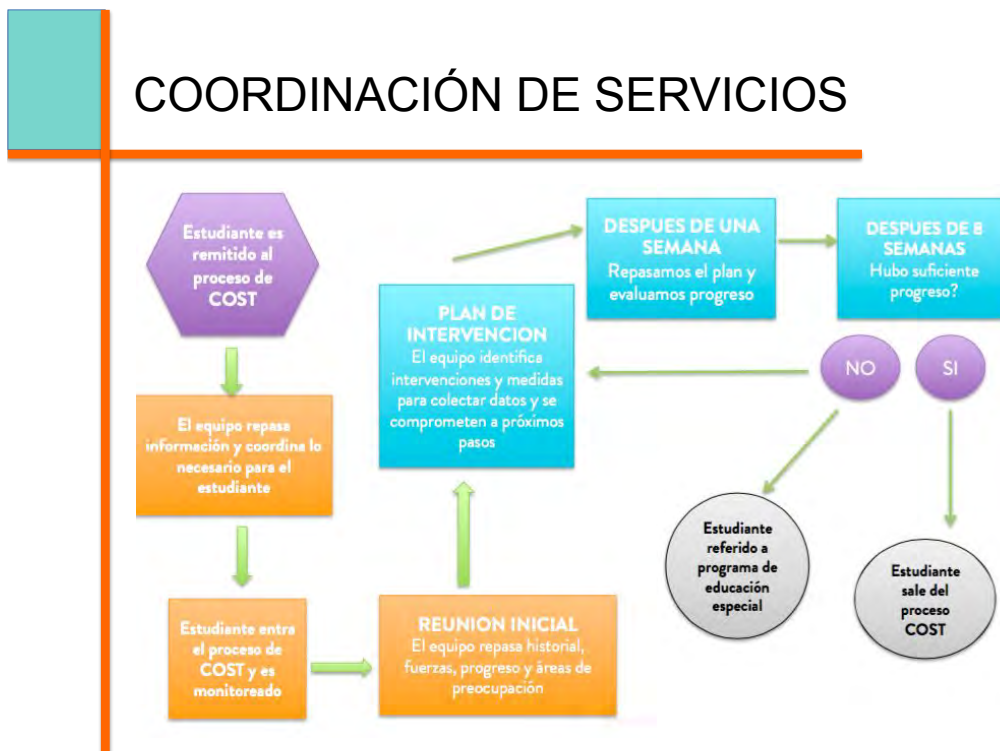 COORDINACIÓN DE SERVICIOS
Estudiante es
remitido al
proceso de
COST
El equipo repasa
información y coordina lo
necesario para el
estudiante
Estudiante entra
el proceso de
COST y es
monitoreado
REUNION INICIAL
El equipo repasa historial,
fuerzas, progreso y áreas de
preocupación
PLAN DE
INTERVENCION
El equipo identifica
intervenciones y medidas
para colectar datos y se
comprometen a próximos
pasos
DESPUES DE UNA
SEMANA
Repasamos el plan y
evaluamos progreso
DESPUES DE 8
SEMANAS
Hubo suficiente
progreso?
NO
SI
Estudiante
referido a
programa de
educación
especial
Estudiante
sale del
proceso
COST